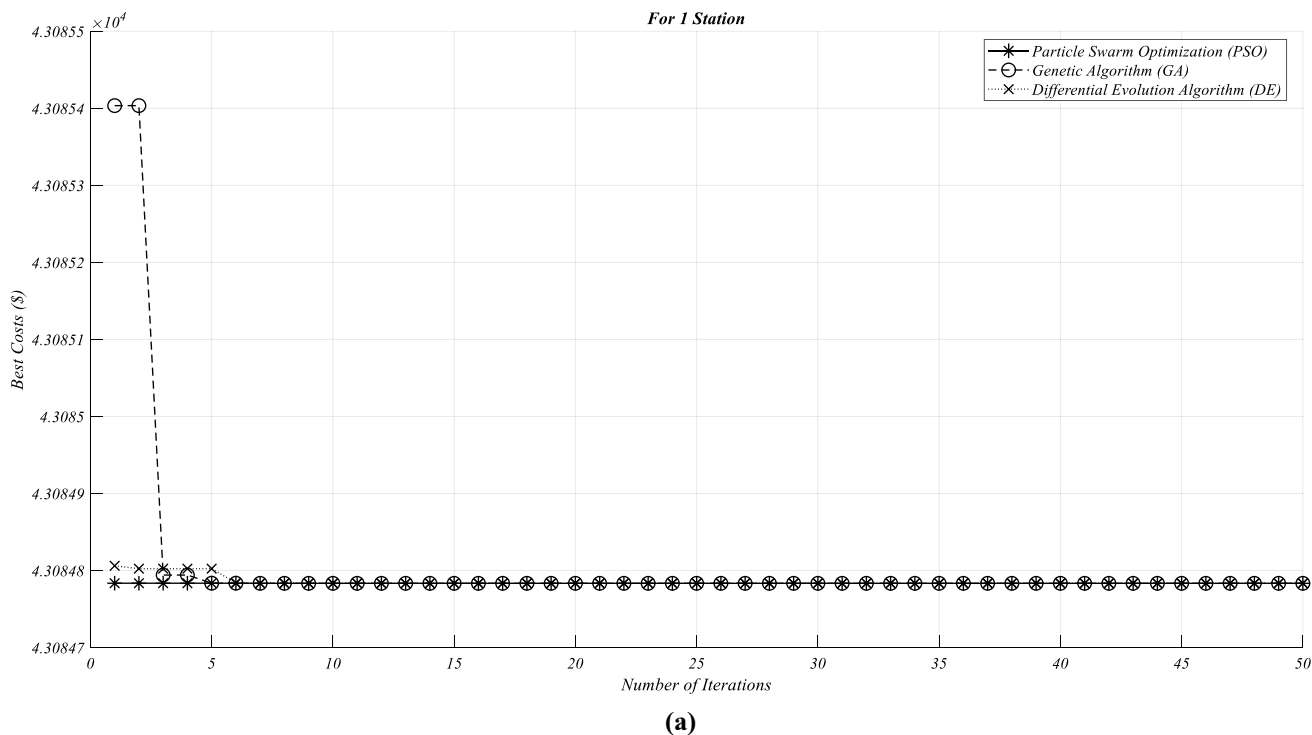 For 1 Station
×10⁴
4.30855
4.30854
4.30853
4.30852
4.30851
4.3085
4.30849
4.30848
4.30847
Best Costs ($)
Particle Swarm Optimization (PSO)
Genetic Algorithm (GA)
Differential Evolution Algorithm (DE)
0 5 10 15 20 25 30 35 40 45 50
Number of Iterations
(a)